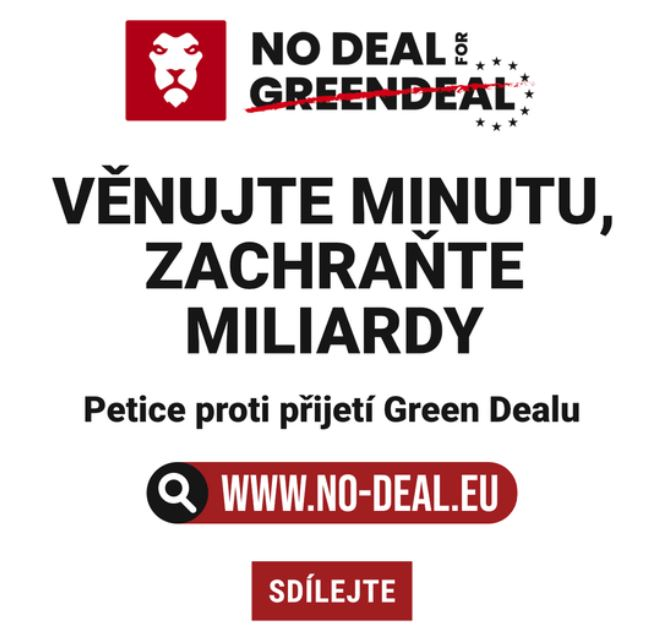 NO DEAL FOR
GREENDEAL
VĚNUJTE MINUTU,
ZACHRAŇTE
MILIARDY
Petice proti přijetí Green Dealu
WWW.NO-DEAL.EU
SDÍLEJTE